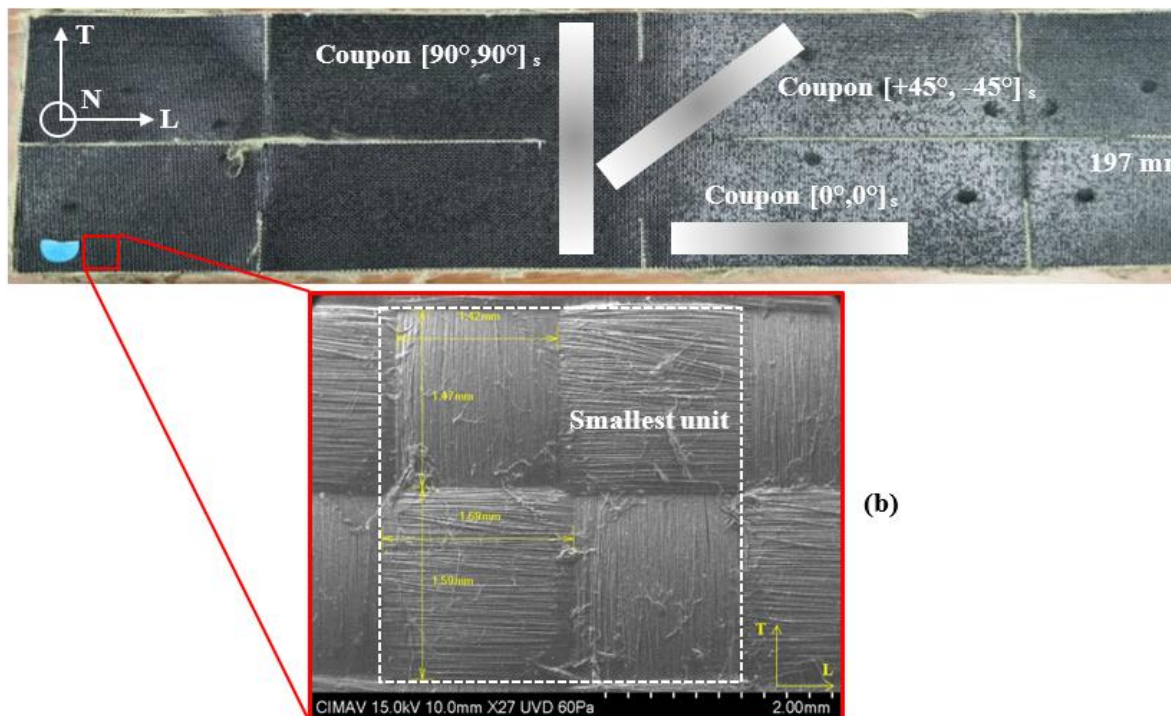 T
N
L
Coupon [90°,90°] s
Coupon [+45°, -45°] s
Coupon [0°,0°]s
197 mm
1.42mm
1.47mm
Smallest unit
1.69mm
1.59mm
(b)
T
L
CIMAV 15.0kV 10.0mm X27 UVD 60Pa
2.00mm